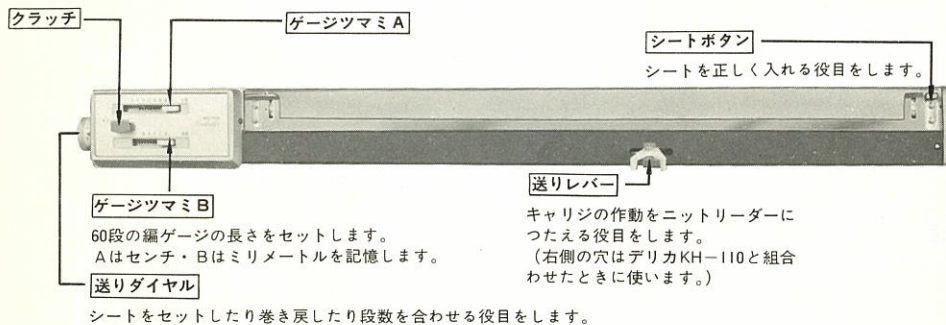 クラッチ
ゲージツマミA
シートボタン
シートを正しく入れる役目をします。
ゲージツマミB
60段の編ゲージの長さをセットします。
Aはセンチ・Bはミリメートルを記憶します。
送りレバー
キャリジの作動をニットリーダーに
つたえる役目をします。
(右側の穴はデリカKH-110と組合
わせたときに使います。)
送りダイヤル
シートをセットしたり巻き戻したり段数を合わせる役目をします。